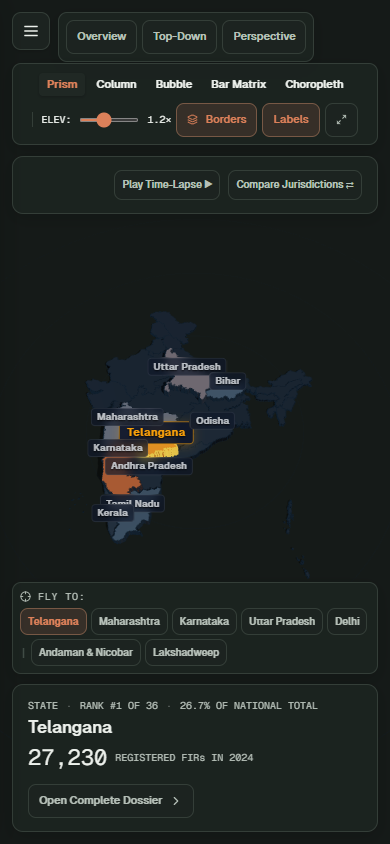 Overview Top-Down Perspective
Prism Column Bubble Bar Matrix Choropleth
ELEV: 1.2× Borders Labels
Play Time-Lapse ▶ Compare Jurisdictions ⇄
Uttar Pradesh
Bihar
Maharashtra
Odisha
Telangana
Karnataka
Andhra Pradesh
Tamil Nadu
Kerala
FLY TO:
Telangana Maharashtra Karnataka Uttar Pradesh Delhi
| Andaman & Nicobar Lakshadweep
STATE · RANK #1 OF 36 · 26.7% OF NATIONAL TOTAL
Telangana
27,230 REGISTERED FIRs IN 2024
Open Complete Dossier